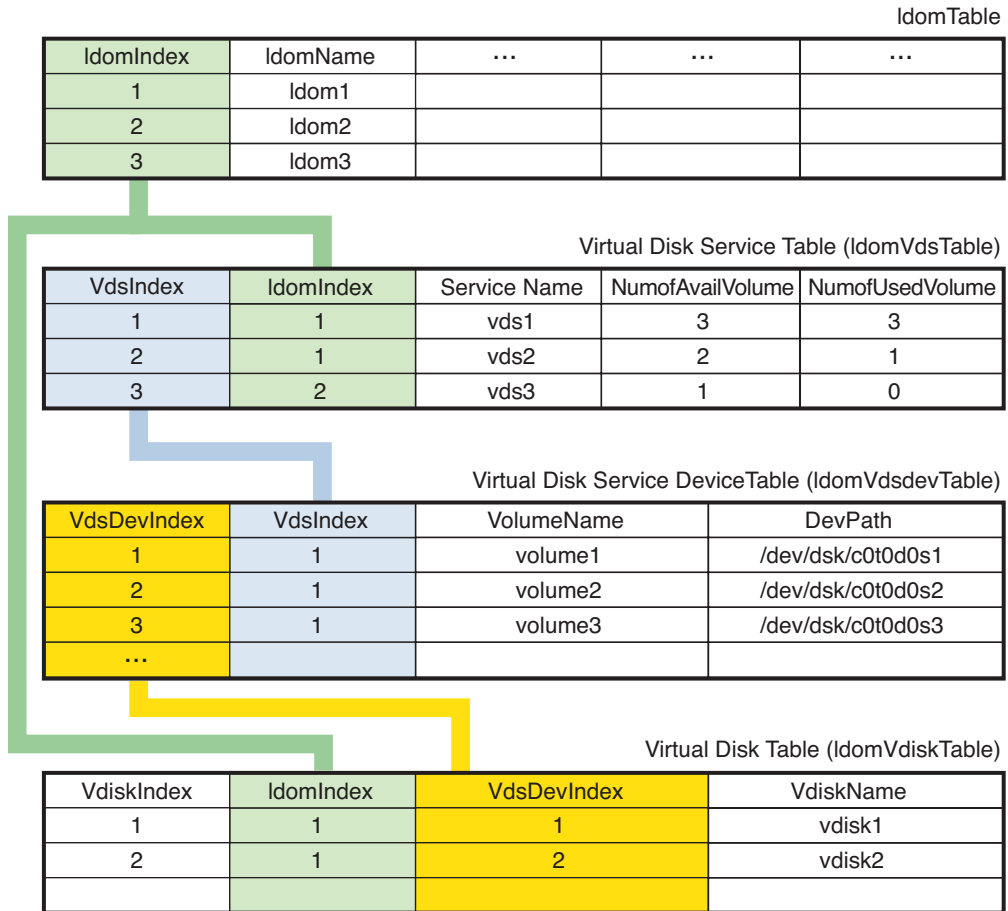 ldomTable
ldomIndex ldomName ... ... ...
1 ldom1
2 ldom2
3 ldom3
Virtual Disk Service Table (ldomVdsTable)
VdsIndex ldomIndex Service Name NumofAvailVolume NumofUsedVolume
1 1 vds1 3 3
2 1 vds2 2 1
3 2 vds3 1 0
Virtual Disk Service DeviceTable (ldomVdsdevTable)
VdsDevIndex VdsIndex VolumeName DevPath
1 1 volume1 /dev/dsk/c0t0d0s1
2 1 volume2 /dev/dsk/c0t0d0s2
3 1 volume3 /dev/dsk/c0t0d0s3
...
Virtual Disk Table (ldomVdiskTable)
VdiskIndex ldomIndex VdsDevIndex VdiskName
1 1 1 vdisk1
2 1 2 vdisk2